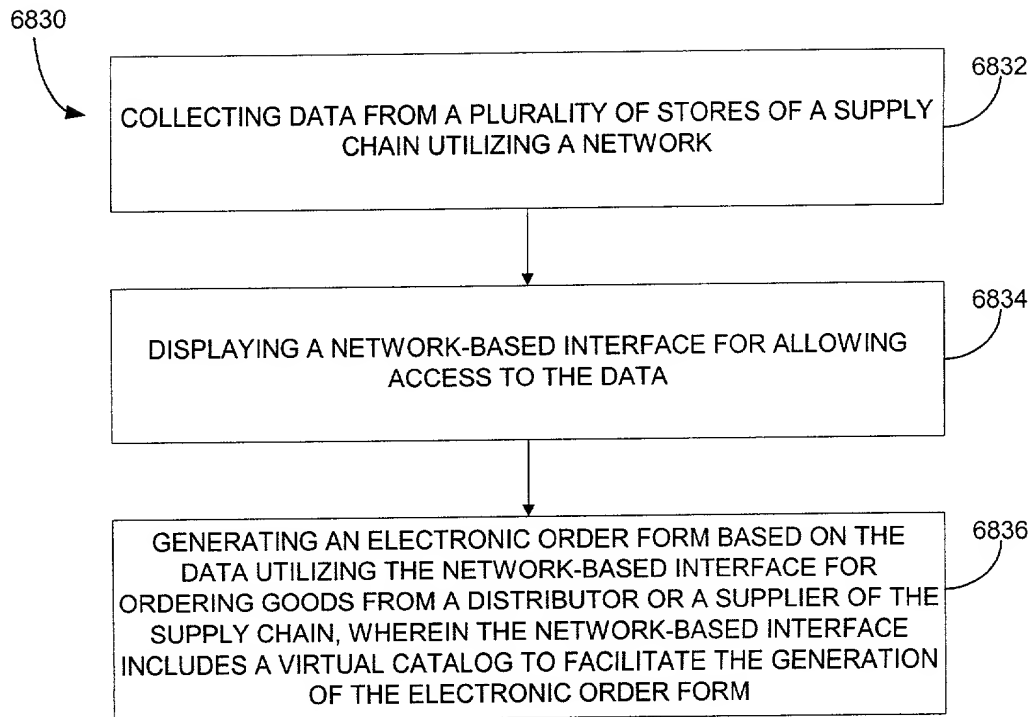 6830
6832
COLLECTING DATA FROM A PLURALITY OF STORES OF A SUPPLY
CHAIN UTILIZING A NETWORK
6834
DISPLAYING A NETWORK-BASED INTERFACE FOR ALLOWING
ACCESS TO THE DATA
6836
GENERATING AN ELECTRONIC ORDER FORM BASED ON THE
DATA UTILIZING THE NETWORK-BASED INTERFACE FOR
ORDERING GOODS FROM A DISTRIBUTOR OR A SUPPLIER OF THE
SUPPLY CHAIN, WHEREIN THE NETWORK-BASED INTERFACE
INCLUDES A VIRTUAL CATALOG TO FACILITATE THE GENERATION
OF THE ELECTRONIC ORDER FORM